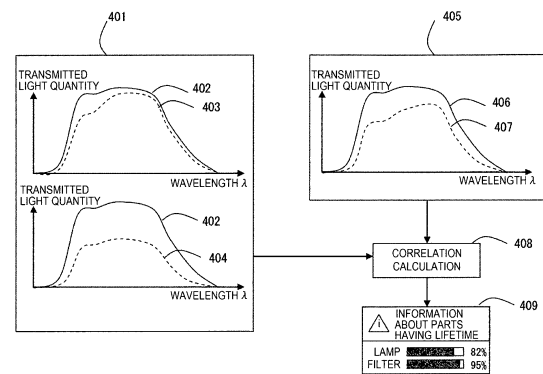 401
405
TRANSMITTED
LIGHT QUANTITY
402
403
WAVELENGTH λ
TRANSMITTED
LIGHT QUANTITY
402
404
WAVELENGTH λ
TRANSMITTED
LIGHT QUANTITY
406
407
WAVELENGTH λ
CORRELATION
CALCULATION
408
409
! INFORMATION
ABOUT PARTS
HAVING LIFETIME
LAMP 82%
FILTER 95%